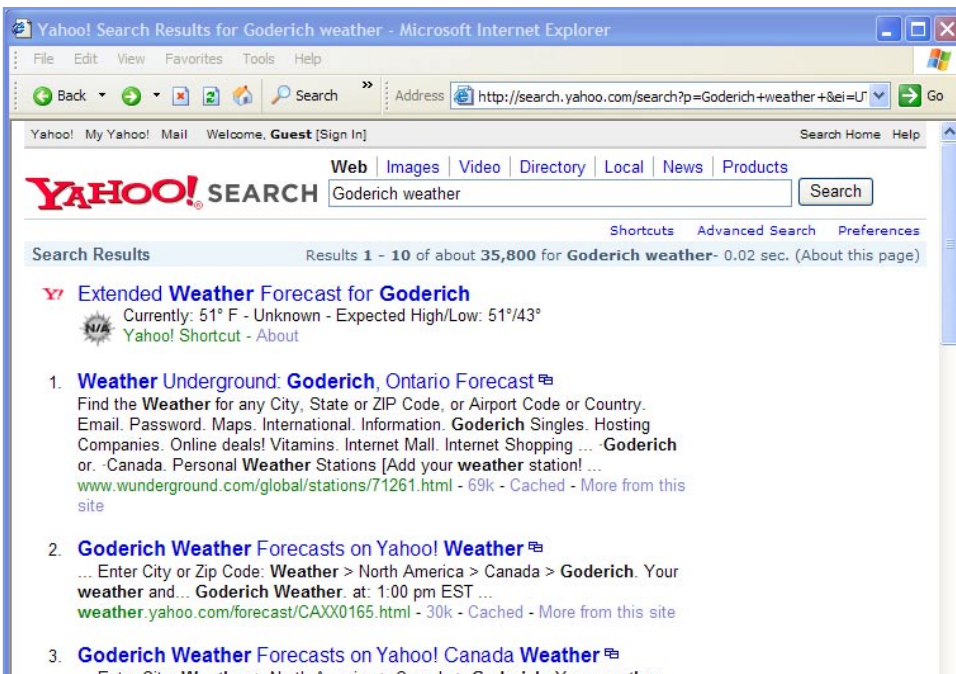 Yahoo! Search Results for Goderich weather - Microsoft Internet Explorer
File Edit View Favorites Tools Help
Back Search » Address http://search.yahoo.com/search?p=Goderich+weather+&ei=U Go
Yahoo! My Yahoo! Mail Welcome, Guest [Sign In] Search Home Help
Web | Images | Video | Directory | Local | News | Products
YAHOO! SEARCH Goderich weather Search
Shortcuts Advanced Search Preferences
Search Results Results 1 - 10 of about 35,800 for Goderich weather- 0.02 sec. (About this page)
Y! Extended Weather Forecast for Goderich
N/A Currently: 51° F - Unknown - Expected High/Low: 51°/43°
Yahoo! Shortcut - About
1. Weather Underground: Goderich, Ontario Forecast
Find the Weather for any City, State or ZIP Code, or Airport Code or Country.
Email. Password. Maps. International. Information. Goderich Singles. Hosting
Companies. Online deals! Vitamins. Internet Mall. Internet Shopping ... ·Goderich
or. ·Canada. Personal Weather Stations [Add your weather station! ...
www.wunderground.com/global/stations/71261.html - 69k - Cached - More from this
site
2. Goderich Weather Forecasts on Yahoo! Weather
... Enter City or Zip Code: Weather > North America > Canada > Goderich. Your
weather and... Goderich Weather. at: 1:00 pm EST ...
weather.yahoo.com/forecast/CAXX0165.html - 30k - Cached - More from this site
3. Goderich Weather Forecasts on Yahoo! Canada Weather